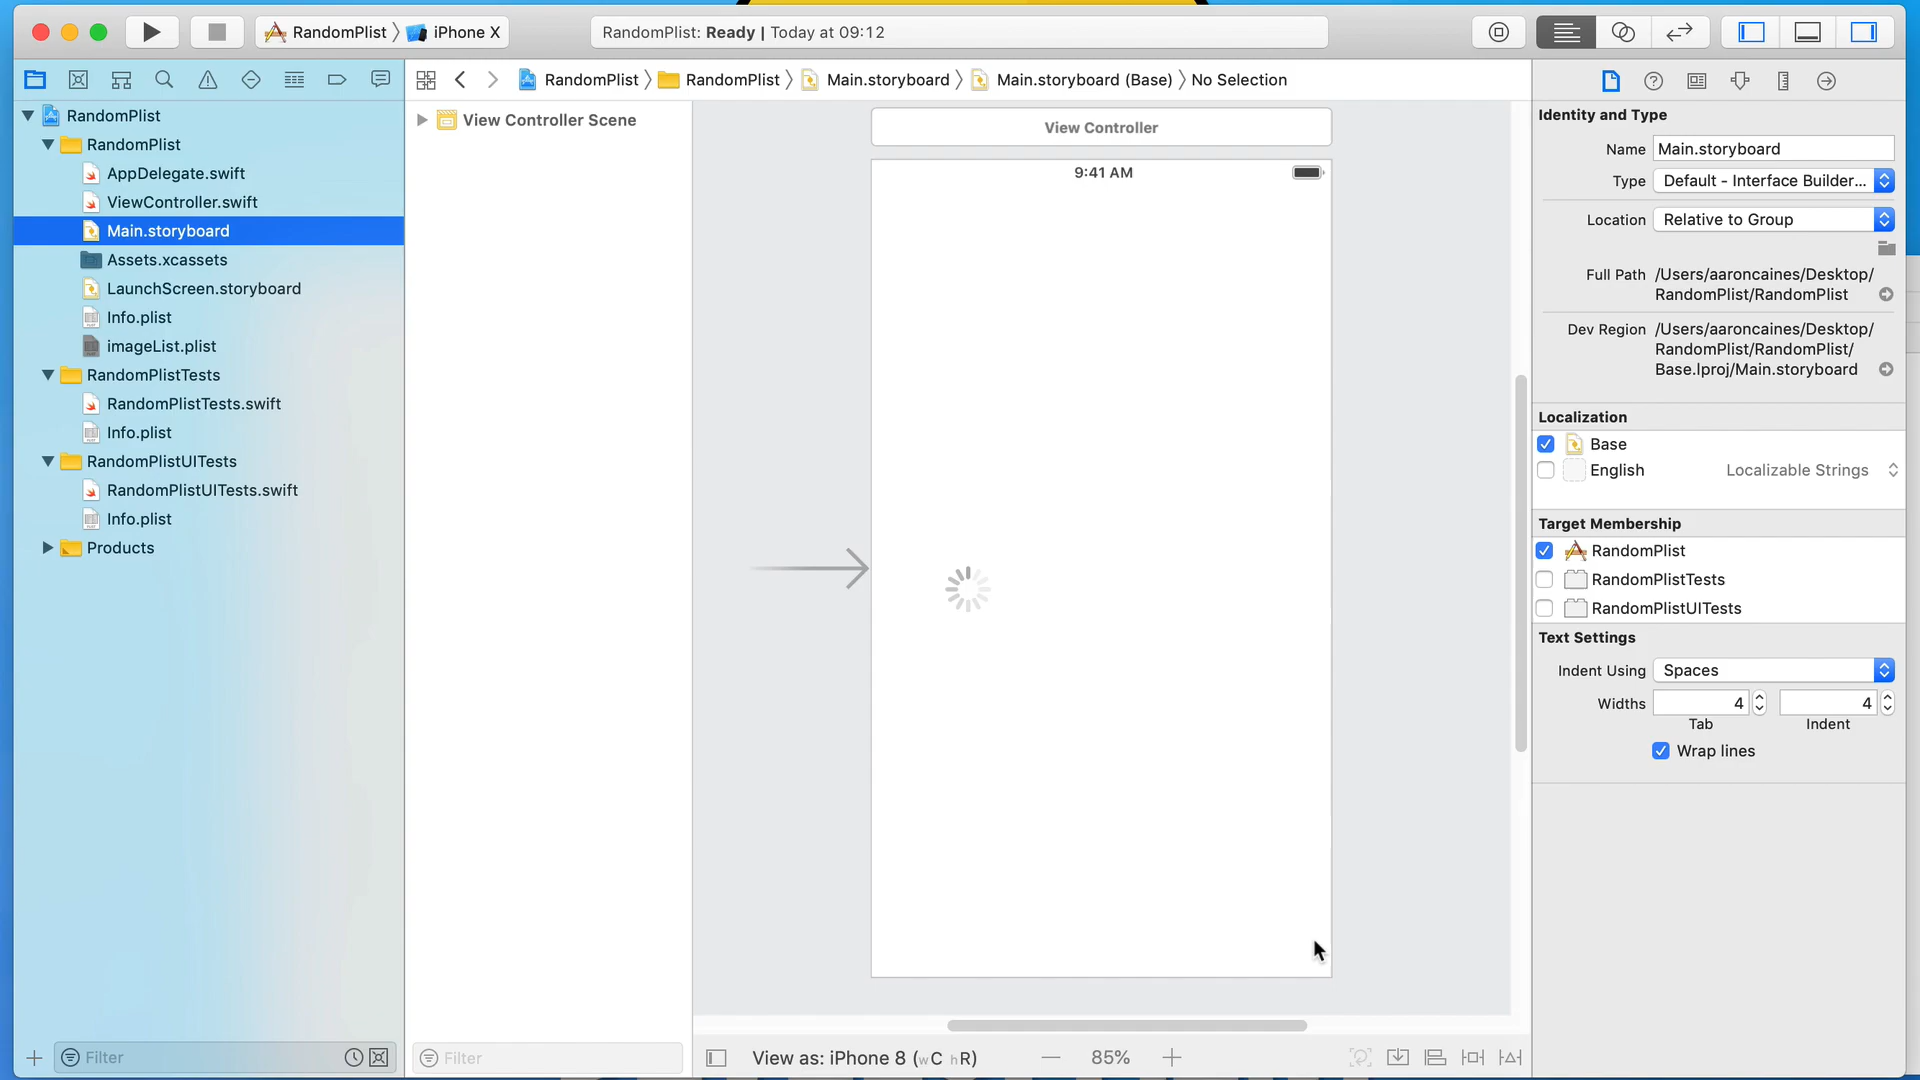 RandomPlist iPhone X
RandomPlist: Ready | Today at 09:12
RandomPlist RandomPlist Main.storyboard Main.storyboard (Base) No Selection
RandomPlist
RandomPlist
AppDelegate.swift
ViewController.swift
Main.storyboard
Assets.xcassets
LaunchScreen.storyboard
Info.plist
imageList.plist
RandomPlistTests
RandomPlistTests.swift
Info.plist
RandomPlistUITests
RandomPlistUITests.swift
Info.plist
Products
Filter
View Controller Scene
Filter
View Controller
9:41 AM
View as: iPhone 8 (wC hR)
85%
Identity and Type
Name Main.storyboard
Type Default - Interface Builder...
Location Relative to Group
Full Path /Users/aaroncaines/Desktop/
RandomPlist/RandomPlist
Dev Region /Users/aaroncaines/Desktop/
RandomPlist/RandomPlist/
Base.lproj/Main.storyboard
Localization
Base
English Localizable Strings
Target Membership
RandomPlist
RandomPlistTests
RandomPlistUITests
Text Settings
Indent Using Spaces
Widths 4 4
Tab Indent
Wrap lines